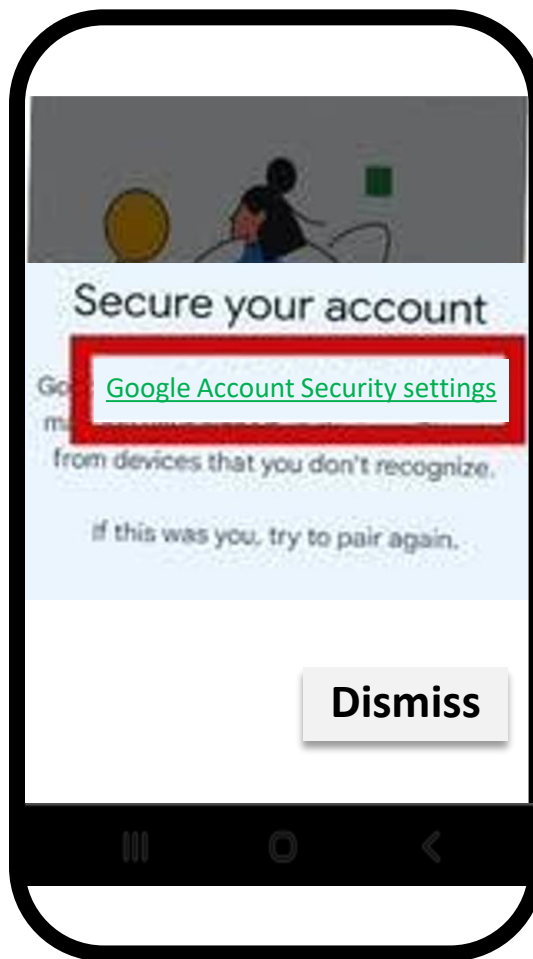 Secure your account
Go
Google Account Security settings
from devices that you don't recognize.
If this was you, try to pair again.
Dismiss